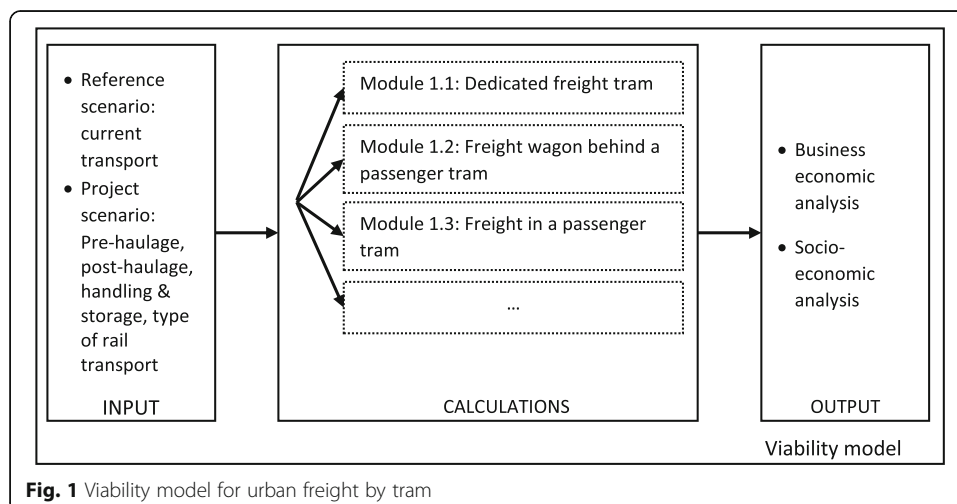 • Reference
scenario:
current
transport
• Project
scenario:
Pre-haulage,
post-haulage,
handling &
storage, type
of rail
transport
INPUT
Module 1.1: Dedicated freight tram
Module 1.2: Freight wagon behind a
passenger tram
Module 1.3: Freight in a passenger
tram
...
CALCULATIONS
• Business
economic
analysis
• Socio-
economic
analysis
OUTPUT
Viability model
Fig. 1 Viability model for urban freight by tram